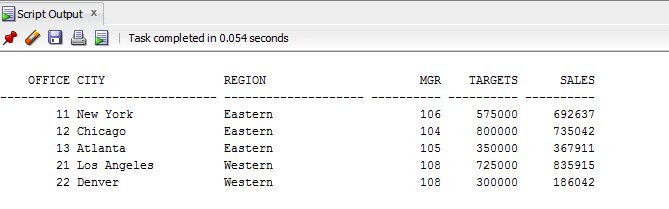 Script Output x
Task completed in 0.054 seconds
OFFICE CITY REGION MGR TARGETS SALES
---------- -------------------- -------------------- ---------- ---------- ----------
11 New York Eastern 106 575000 692637
12 Chicago Eastern 104 800000 735042
13 Atlanta Eastern 105 350000 367911
21 Los Angeles Western 108 725000 835915
22 Denver Western 108 300000 186042